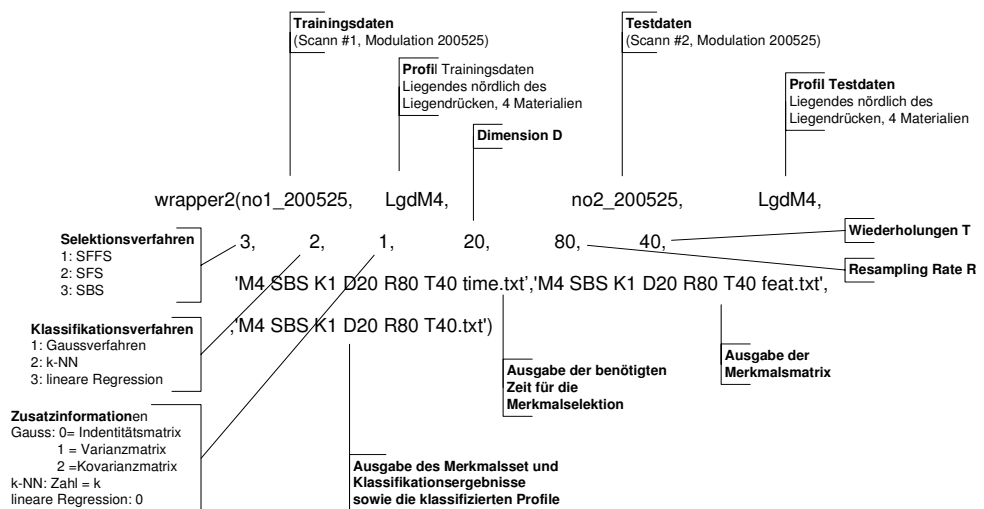 Trainingsdaten
(Scann #1, Modulation 200525)
Testdaten
(Scann #2, Modulation 200525)
Profil Trainingsdaten
Liegendes nördlich des
Liegendrücken, 4 Materialien
Profil Testdaten
Liegendes nördlich des
Liegendrücken, 4 Materialien
Dimension D
wrapper2(no1_200525, LgdM4, no2_200525, LgdM4,
3, 2, 1, 20, 80, 40,
'M4 SBS K1 D20 R80 T40 time.txt','M4 SBS K1 D20 R80 T40 feat.txt',
,'M4 SBS K1 D20 R80 T40.txt')
Wiederholungen T
Resampling Rate R
Selektionsverfahren
1: SFFS
2: SFS
3: SBS
Klassifikationsverfahren
1: Gaussverfahren
2: k-NN
3: lineare Regression
Zusatzinformationen
Gauss: 0= Indentitätsmatrix
1 = Varianzmatrix
2 =Kovarianzmatrix
k-NN: Zahl = k
lineare Regression: 0
Ausgabe des Merkmalsset und
Klassifikationsergebnisse
sowie die klassifizierten Profile
Ausgabe der benötigten
Zeit für die
Merkmalselektion
Ausgabe der
Merkmalsmatrix